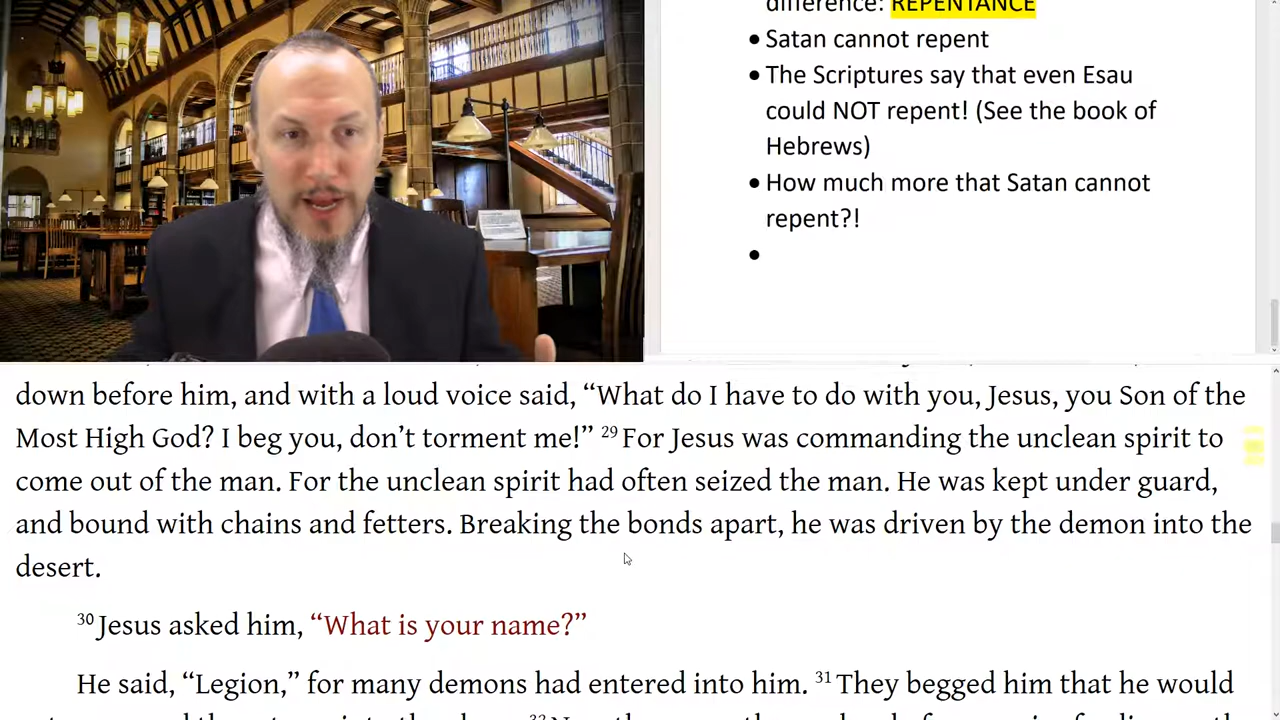 difference: REPENTANCE
• Satan cannot repent
• The Scriptures say that even Esau
could NOT repent! (See the book of
Hebrews)
• How much more that Satan cannot
repent?!
•
down before him, and with a loud voice said, “What do I have to do with you, Jesus, you Son of the
Most High God? I beg you, don’t torment me!” 29 For Jesus was commanding the unclean spirit to
come out of the man. For the unclean spirit had often seized the man. He was kept under guard,
and bound with chains and fetters. Breaking the bonds apart, he was driven by the demon into the
desert.
30 Jesus asked him, “What is your name?”
He said, “Legion,” for many demons had entered into him. 31 They begged him that he would